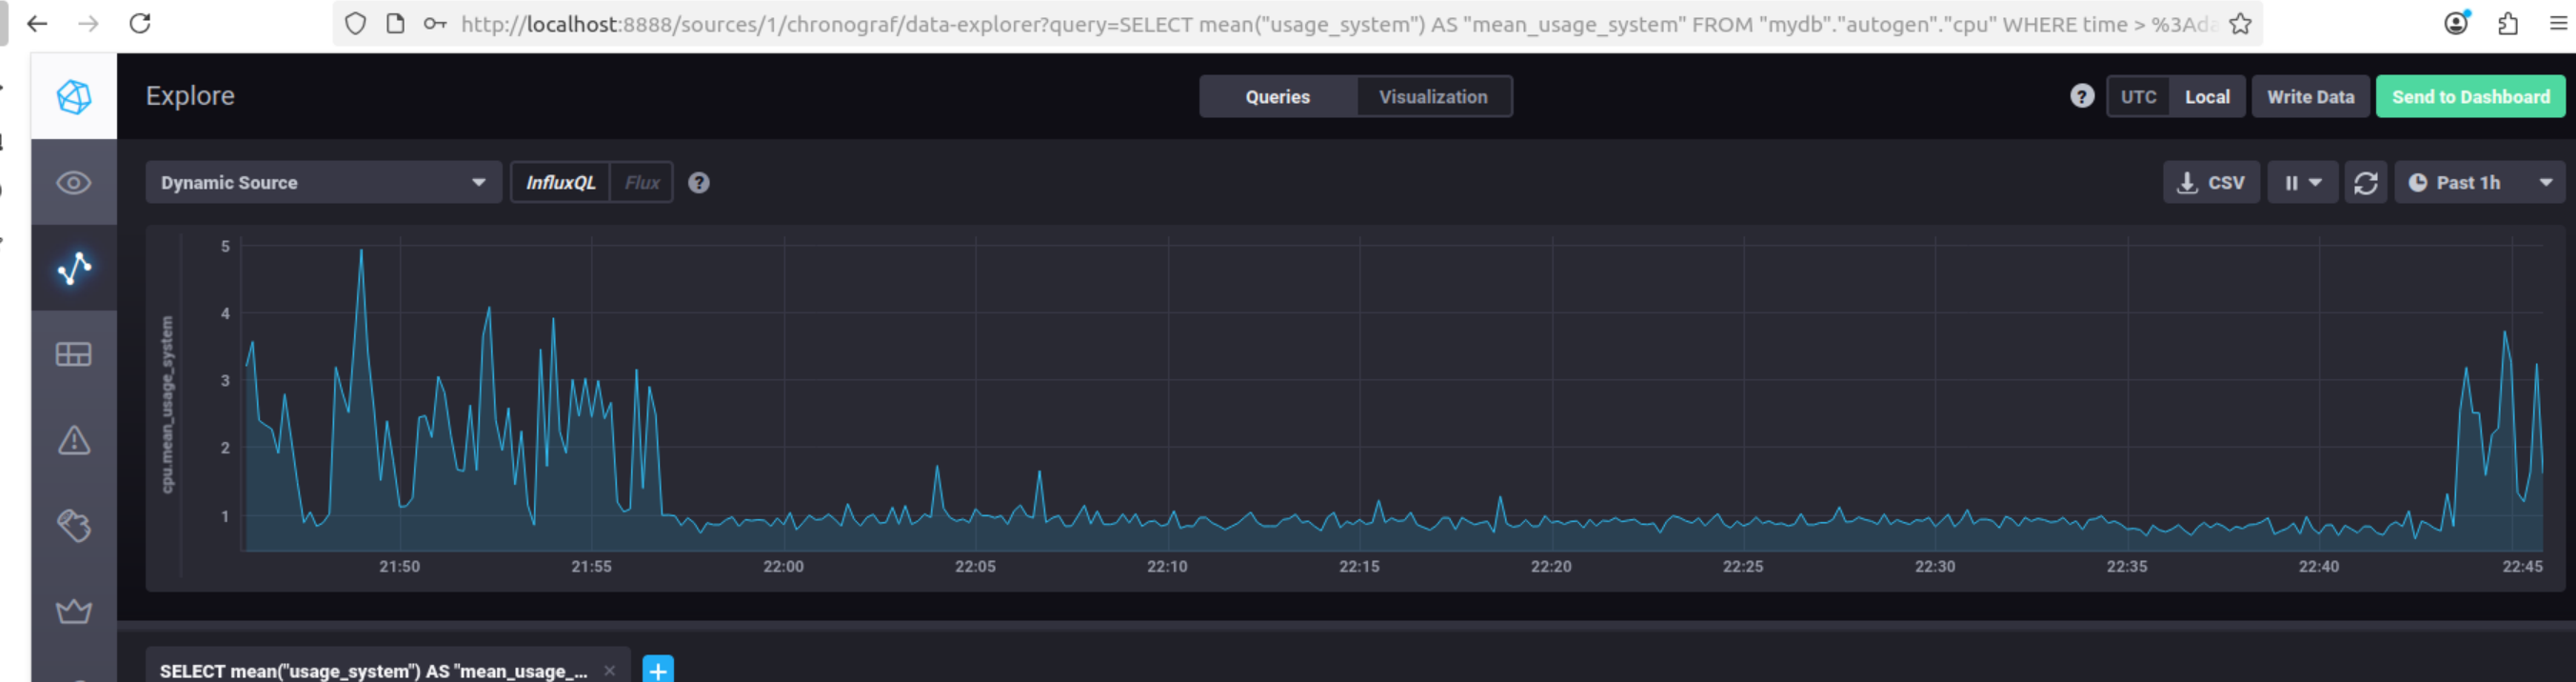 http://localhost:8888/sources/1/chronograf/data-explorer?query=SELECT mean("usage_system") AS "mean_usage_system" FROM "mydb"."autogen"."cpu" WHERE time > %3Ada
Explore
Queries Visualization
? UTC Local Write Data Send to Dashboard
Dynamic Source InfluxQL Flux ?
CSV Past 1h
cpu.mean_usage_system
5
4
3
2
1
21:50 21:55 22:00 22:05 22:10 22:15 22:20 22:25 22:30 22:35 22:40 22:45
SELECT mean("usage_system") AS "mean_usage_... × +